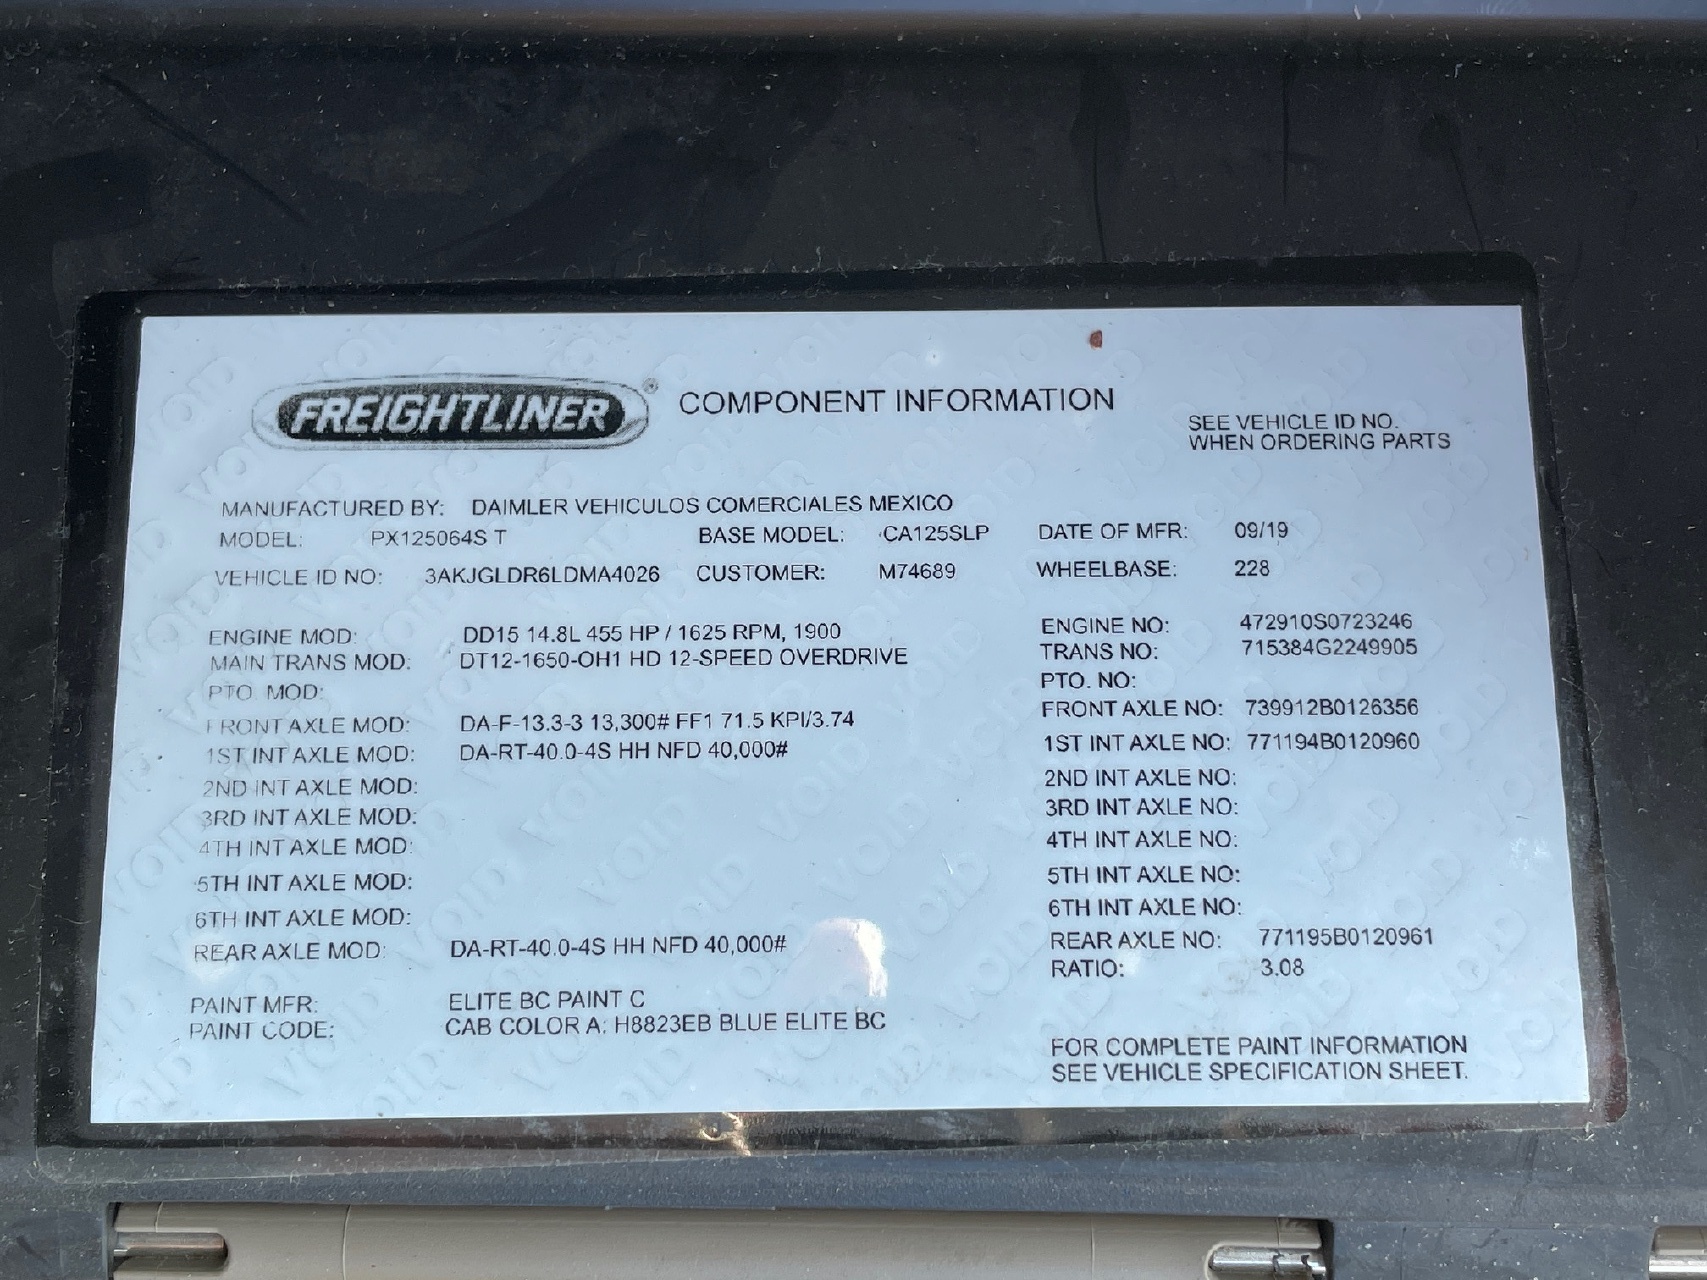 FREIGHTLINER® COMPONENT INFORMATION
SEE VEHICLE ID NO.
WHEN ORDERING PARTS
MANUFACTURED BY: DAIMLER VEHICULOS COMERCIALES MEXICO
MODEL: PX125064S T BASE MODEL: CA125SLP DATE OF MFR: 09/19
VEHICLE ID NO: 3AKJGLDR6LDMA4026 CUSTOMER: M74689 WHEELBASE: 228
ENGINE MOD: DD15 14.8L 455 HP / 1625 RPM, 1900 ENGINE NO: 472910S0723246
MAIN TRANS MOD: DT12-1650-OH1 HD 12-SPEED OVERDRIVE TRANS NO: 715384G2249905
PTO. MOD: PTO. NO:
FRONT AXLE MOD: DA-F-13.3-3 13,300# FF1 71.5 KPI/3.74 FRONT AXLE NO: 739912B0126356
1ST INT AXLE MOD: DA-RT-40.0-4S HH NFD 40,000# 1ST INT AXLE NO: 771194B0120960
2ND INT AXLE MOD: 2ND INT AXLE NO:
3RD INT AXLE MOD: 3RD INT AXLE NO:
4TH INT AXLE MOD: 4TH INT AXLE NO:
5TH INT AXLE MOD: 5TH INT AXLE NO:
6TH INT AXLE MOD: 6TH INT AXLE NO:
REAR AXLE MOD: DA-RT-40.0-4S HH NFD 40,000# REAR AXLE NO: 771195B0120961
RATIO: 3.08
PAINT MFR: ELITE BC PAINT C
PAINT CODE: CAB COLOR A: H8823EB BLUE ELITE BC
FOR COMPLETE PAINT INFORMATION
SEE VEHICLE SPECIFICATION SHEET.